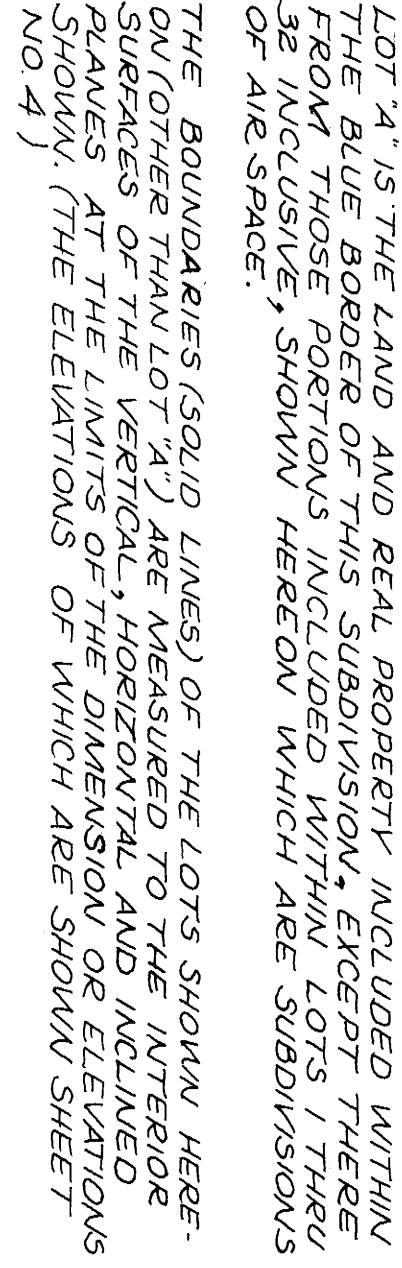 LOT "A" IS THE LAND AND REAL PROPERTY INCLUDED WITHIN
THE BLUE BORDER OF THIS SUBDIVISION, EXCEPT THERE
FROM THOSE PORTIONS INCLUDED WITHIN LOTS 1 THRU
32 INCLUSIVE, SHOWN HEREON WHICH ARE SUBDIVISIONS
OF AIR SPACE.
THE BOUNDARIES (SOLID LINES) OF THE LOTS SHOWN HERE-
ON (OTHER THAN LOT "A") ARE MEASURED TO THE INTERIOR
SURFACES OF THE VERTICAL, HORIZONTAL AND INCLINED
PLANES AT THE LIMITS OF THE DIMENSION OR ELEVATIONS
SHOWN. (THE ELEVATIONS OF WHICH ARE SHOWN SHEET
NO. 4)